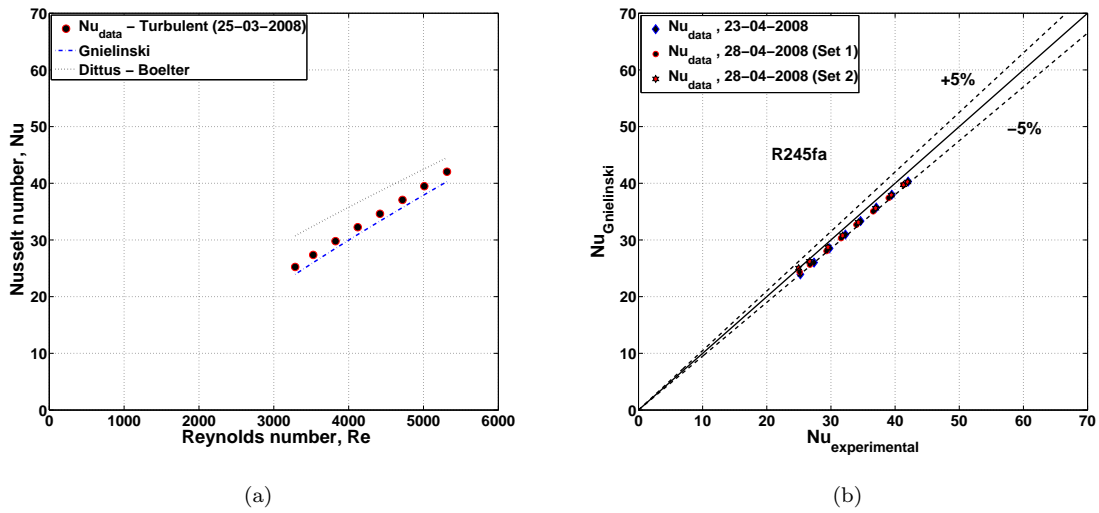 Nu_data − Turbulent (25−03−2008)
Gnielinski
Dittus − Boelter
70
60
50
40
30
20
10
0
Nusselt number, Nu
0 1000 2000 3000 4000 5000 6000
Reynolds number, Re
(a)
Nu_data , 23−04−2008
Nu_data , 28−04−2008 (Set 1)
Nu_data , 28−04−2008 (Set 2)
+5%
−5%
R245fa
70
60
50
40
30
20
10
0
Nu_Gnielinski
0 10 20 30 40 50 60 70
Nu_experimental
(b)